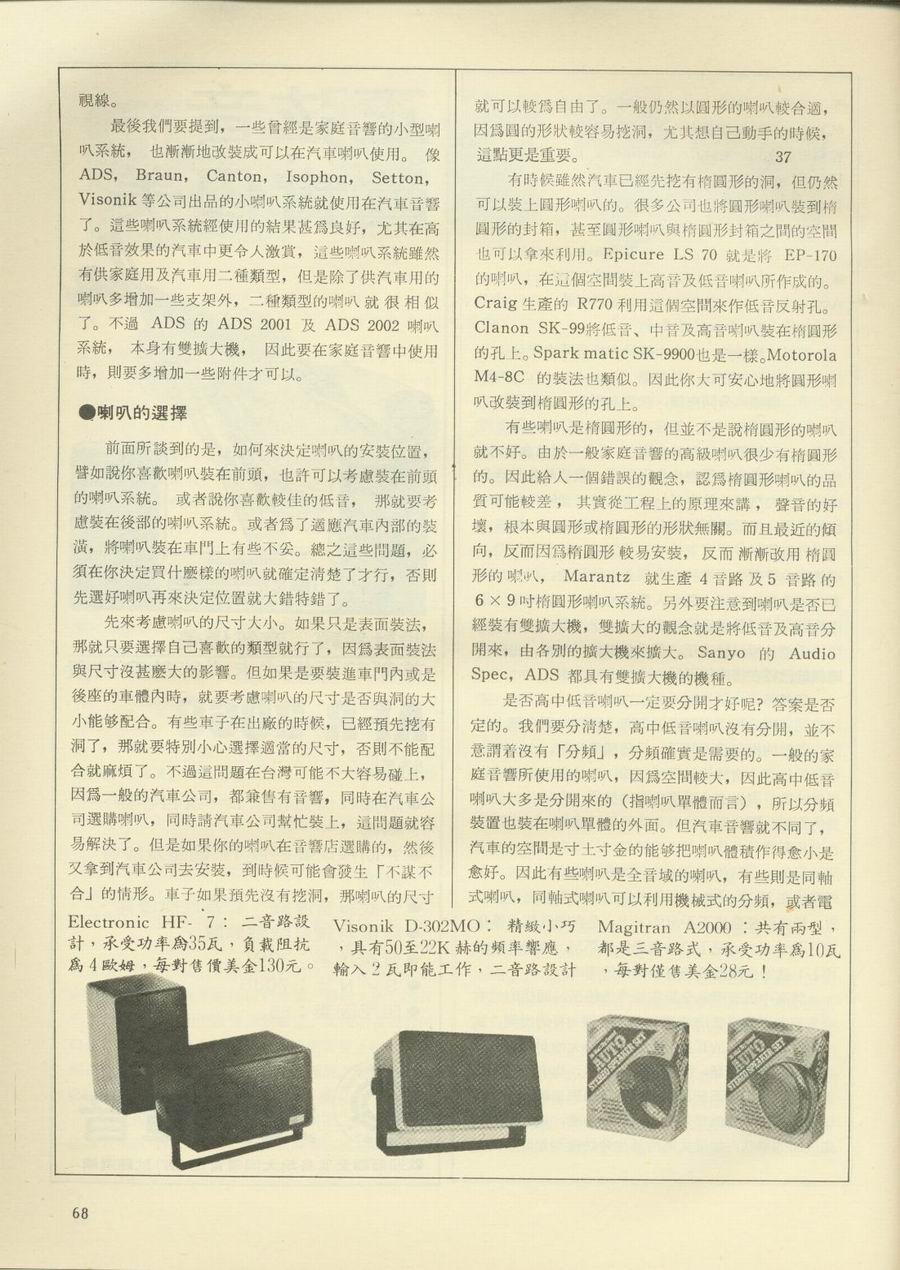 視線。
最後我們要提到，一些曾經是家庭音響的小型喇
叭系統， 也漸漸地改裝成可以在汽車喇叭使用。 像
ADS， Braun， Canton， Isophon， Setton，
Visonik 等公司出品的小喇叭系統就使用在汽車音響
了。這些喇叭系統經使用的結果甚爲良好，尤其在高
於低音效果的汽車中更令人激賞，這些喇叭系統雖然
有供家庭用及汽車用二種類型，但是除了供汽車用的
喇叭多增加一些支架外，二種類型的喇叭 就 很 相 似
了。不過 ADS 的 ADS 2001 及 ADS 2002 喇叭
系統， 本身有雙擴大機， 因此要在家庭音響中使用
時，則要多增加一些附件才可以。
●喇叭的選擇
前面所談到的是，如何來決定喇叭的安裝位置，
譬如說你喜歡喇叭裝在前頭，也許可以考慮裝在前頭
的喇叭系統。 或者說你喜歡較佳的低音， 那就要考
慮裝在後部的喇叭系統。或者爲了適應汽車內部的裝
潢，將喇叭裝在車門上有些不妥。總之這些問題，必
須在你決定買什麼樣的喇叭就確定清楚了才行，否則
先選好喇叭再來決定位置就大錯特錯了。
先來考慮喇叭的尺寸大小。如果只是表面裝法，
那就只要選擇自己喜歡的類型就行了，因爲表面裝法
與尺寸沒甚麼大的影響。但如果是要裝進車門內或是
後座的車體內時，就要考慮喇叭的尺寸是否與洞的大
小能够配合。有些車子在出廠的時候，已經預先挖有
洞了，那就要特別小心選擇適當的尺寸，否則不能配
合就麻煩了。不過這問題在台灣可能不大容易碰上，
因爲一般的汽車公司，都兼售有音響，同時在汽車公
司選購喇叭，同時請汽車公司幫忙裝上，這問題就容
易解決了。但是如果你的喇叭在音響店選購的，然後
又拿到汽車公司去安裝，到時候可能會發生「不謀不
合」的情形。車子如果預先沒有挖洞，那喇叭的尺寸
就可以較爲自由了。一般仍然以圓形的喇叭較合適，
因爲圓的形狀較容易挖洞，尤其想自己動手的時候，
這點更是重要。 37
有時候雖然汽車已經先挖有橢圓形的洞，但仍然
可以裝上圓形喇叭的。很多公司也將圓形喇叭裝到橢
圓形的封箱，甚至圓形喇叭與橢圓形封箱之間的空間
也可以拿來利用。Epicure LS 70 就是將 EP-170
的喇叭，在這個空間裝上高音及低音喇叭所作成的。
Craig 生產的 R770 利用這個空間來作低音反射孔。
Clanon SK-99將低音、中音及高音喇叭裝在橢圓形
的孔上。Spark matic SK-9900也是一樣。Motorola
M4-8C 的裝法也類似。因此你大可安心地將圓形喇
叭改裝到橢圓形的孔上。
有些喇叭是橢圓形的，但並不是說橢圓形的喇叭
就不好。由於一般家庭音響的高級喇叭很少有橢圓形
的。因此給人一個錯誤的觀念，認爲橢圓形喇叭的品
質可能較差， 其實從工程上的原理來講， 聲音的好
壞，根本與圓形或橢圓形的形狀無關。而且最近的傾
向，反而因爲橢圓形 較易安裝， 反而 漸漸改用 橢圓
形的 喇叭， Marantz 就生產 4 音路 及 5 音路 的
6 × 9 吋橢圓形喇叭系統。另外要注意到喇叭是否已
經裝有雙擴大機，雙擴大的觀念就是將低音及高音分
開來，由各別的擴大機來擴大。 Sanyo 的 Audio
Spec，ADS 都具有雙擴大機的機種。
是否高中低音喇叭一定要分開才好呢？答案是否
定的。我們要分清楚，高中低音喇叭沒有分開，並不
意謂着沒有「分頻」，分頻確實是需要的。一般的家
庭音響所使用的喇叭，因爲空間較大，因此高中低音
喇叭大多是分開來的（指喇叭單體而言），所以分頻
裝置也裝在喇叭單體的外面。但汽車音響就不同了，
汽車的空間是寸土寸金的能够把喇叭體積作得愈小是
愈好。因此有些喇叭是全音域的喇叭，有些則是同軸
式喇叭，同軸式喇叭可以利用機械式的分頻，或者電
Electronic HF- 7： 二音路設
計，承受功率爲35瓦，負載阻抗
爲 4 歐姆，每對售價美金130元。
Visonik D-302MO： 精緻小巧
，具有50至22K 赫的頻率響應，
輸入 2 瓦即能工作，二音路設計
Magitran A2000：共有兩型，
都是三音路式，承受功率爲10瓦
，每對僅售美金28元！
AUTO
STEREO SPEAKER SET
AUTO
STEREO SPEAKER SET
68